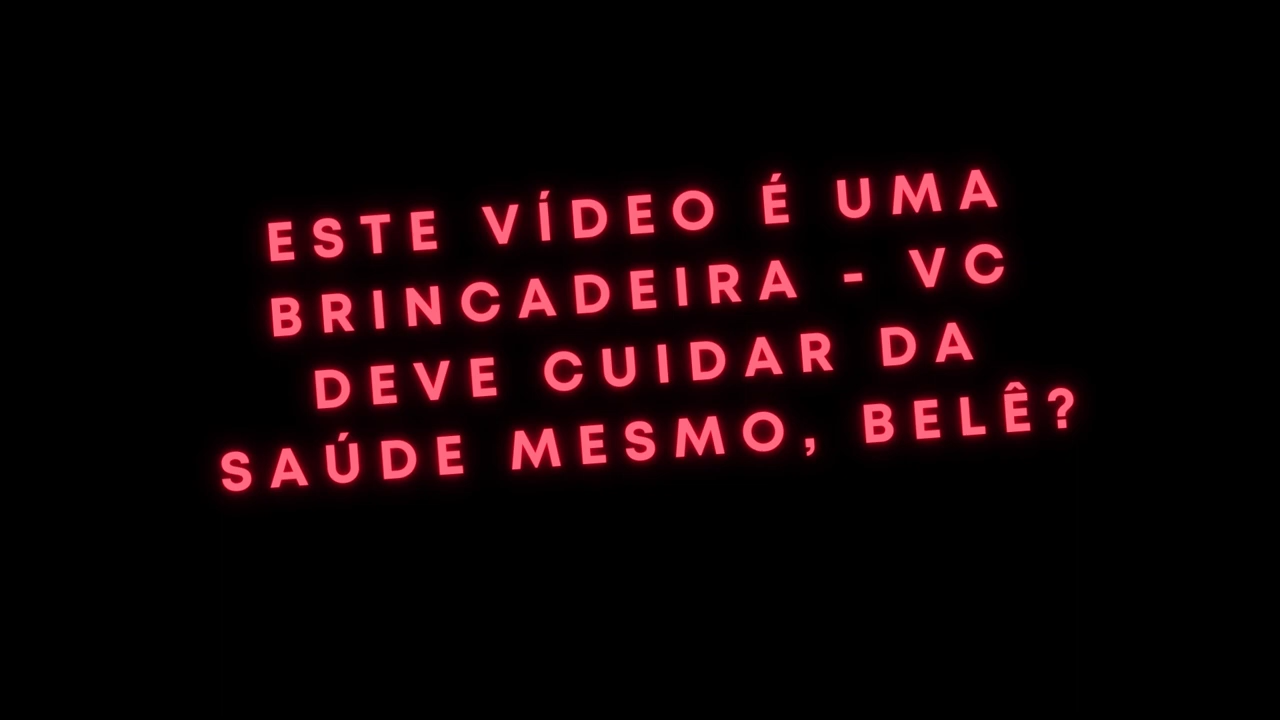 ESTE VÍDEO É UMA
BRINCADEIRA - VC
DEVE CUIDAR DA
SAÚDE MESMO, BELÊ?